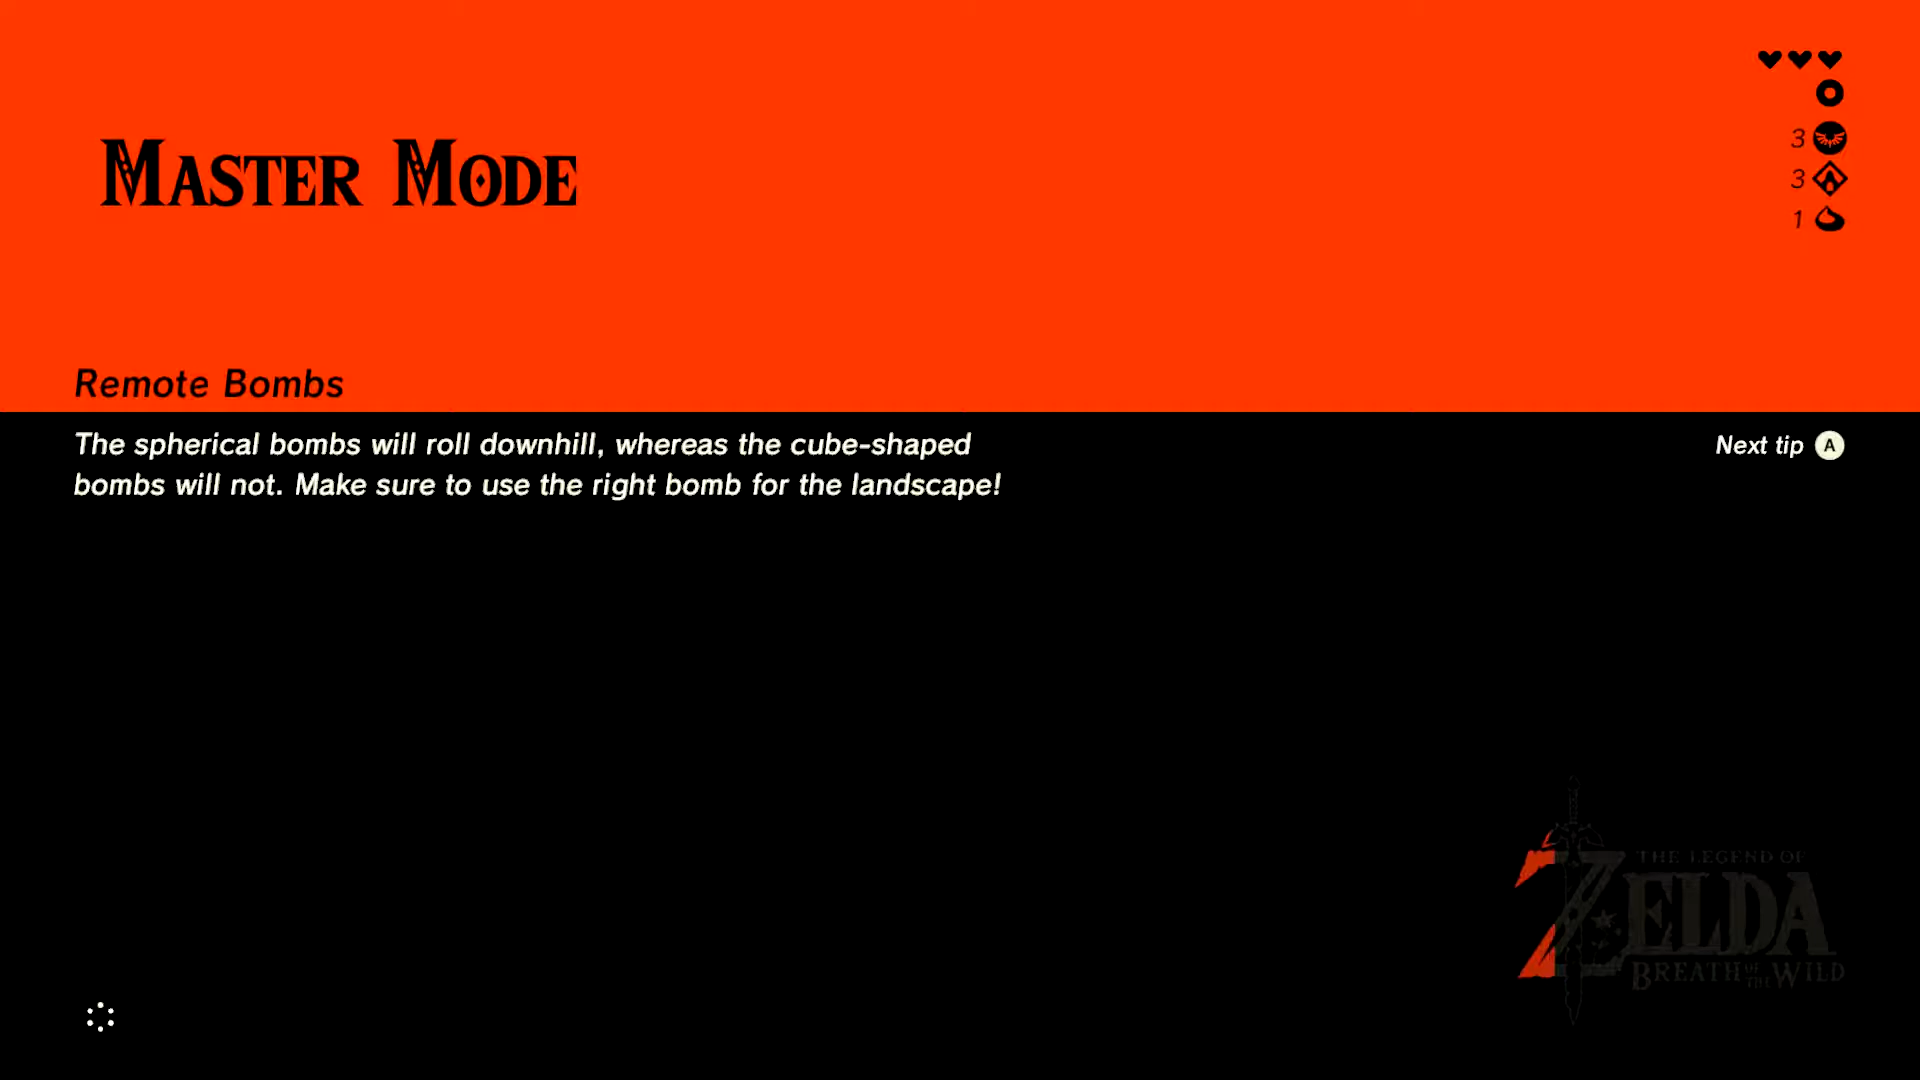 MASTER MODE
3
3
1
Remote Bombs
The spherical bombs will roll downhill, whereas the cube-shaped
bombs will not. Make sure to use the right bomb for the landscape!
Next tip A
THE LEGEND OF
ZELDA
BREATH OF THE WILD